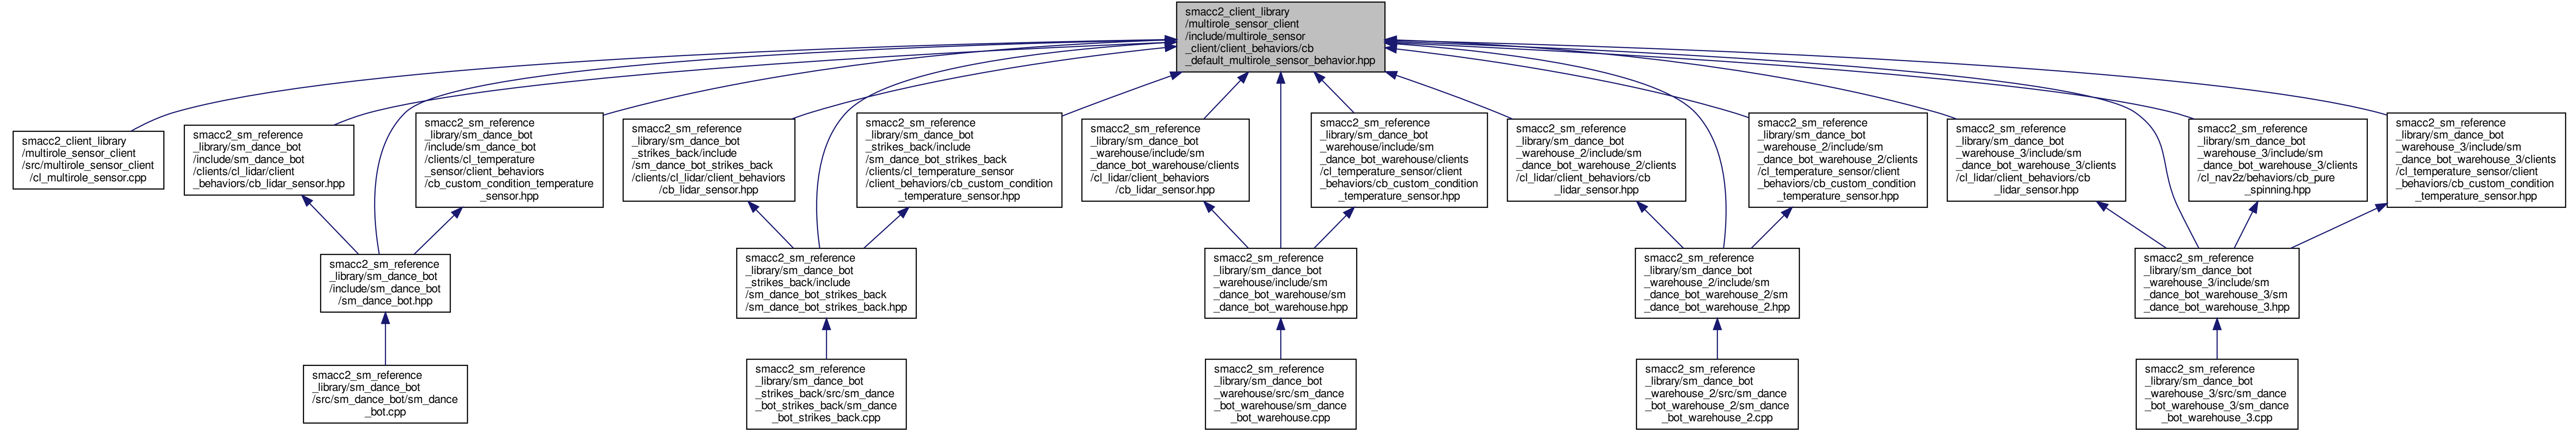 smacc2_client_library
/multirole_sensor_client
/include/multirole_sensor
_client/client_behaviors/cb
_default_multirole_sensor_behavior.hpp
smacc2_client_library
/multirole_sensor_client
/src/multirole_sensor_client
/cl_multirole_sensor.cpp
smacc2_sm_reference
_library/sm_dance_bot
/include/sm_dance_bot
/clients/cl_lidar/client
_behaviors/cb_lidar_sensor.hpp
smacc2_sm_reference
_library/sm_dance_bot
/include/sm_dance_bot
/clients/cl_temperature
_sensor/client_behaviors
/cb_custom_condition_temperature
_sensor.hpp
smacc2_sm_reference
_library/sm_dance_bot
_strikes_back/include
/sm_dance_bot_strikes_back
/clients/cl_lidar/client_behaviors
/cb_lidar_sensor.hpp
smacc2_sm_reference
_library/sm_dance_bot
_strikes_back/include
/sm_dance_bot_strikes_back
/clients/cl_temperature_sensor
/client_behaviors/cb_custom_condition
_temperature_sensor.hpp
smacc2_sm_reference
_library/sm_dance_bot
_warehouse/include/sm
_dance_bot_warehouse/clients
/cl_lidar/client_behaviors
/cb_lidar_sensor.hpp
smacc2_sm_reference
_library/sm_dance_bot
_warehouse/include/sm
_dance_bot_warehouse/clients
/cl_temperature_sensor/client
_behaviors/cb_custom_condition
_temperature_sensor.hpp
smacc2_sm_reference
_library/sm_dance_bot
_warehouse_2/include/sm
_dance_bot_warehouse_2/clients
/cl_lidar/client_behaviors/cb
_lidar_sensor.hpp
smacc2_sm_reference
_library/sm_dance_bot
_warehouse_2/include/sm
_dance_bot_warehouse_2/clients
/cl_temperature_sensor/client
_behaviors/cb_custom_condition
_temperature_sensor.hpp
smacc2_sm_reference
_library/sm_dance_bot
_warehouse_3/include/sm
_dance_bot_warehouse_3/clients
/cl_lidar/client_behaviors/cb
_lidar_sensor.hpp
smacc2_sm_reference
_library/sm_dance_bot
_warehouse_3/include/sm
_dance_bot_warehouse_3/clients
/cl_nav2z/behaviors/cb_pure
_spinning.hpp
smacc2_sm_reference
_library/sm_dance_bot
_warehouse_3/include/sm
_dance_bot_warehouse_3/clients
/cl_temperature_sensor/client
_behaviors/cb_custom_condition
_temperature_sensor.hpp
smacc2_sm_reference
_library/sm_dance_bot
/include/sm_dance_bot
/sm_dance_bot.hpp
smacc2_sm_reference
_library/sm_dance_bot
_strikes_back/include
/sm_dance_bot_strikes_back
/sm_dance_bot_strikes_back.hpp
smacc2_sm_reference
_library/sm_dance_bot
_warehouse/include/sm
_dance_bot_warehouse/sm
_dance_bot_warehouse.hpp
smacc2_sm_reference
_library/sm_dance_bot
_warehouse_2/include/sm
_dance_bot_warehouse_2/sm
_dance_bot_warehouse_2.hpp
smacc2_sm_reference
_library/sm_dance_bot
_warehouse_3/include/sm
_dance_bot_warehouse_3/sm
_dance_bot_warehouse_3.hpp
smacc2_sm_reference
_library/sm_dance_bot
/src/sm_dance_bot/sm_dance
_bot.cpp
smacc2_sm_reference
_library/sm_dance_bot
_strikes_back/src/sm_dance
_bot_strikes_back/sm_dance
_bot_strikes_back.cpp
smacc2_sm_reference
_library/sm_dance_bot
_warehouse/src/sm_dance
_bot_warehouse/sm_dance
_bot_warehouse.cpp
smacc2_sm_reference
_library/sm_dance_bot
_warehouse_2/src/sm_dance
_bot_warehouse_2/sm_dance
_bot_warehouse_2.cpp
smacc2_sm_reference
_library/sm_dance_bot
_warehouse_3/src/sm_dance
_bot_warehouse_3/sm_dance
_bot_warehouse_3.cpp